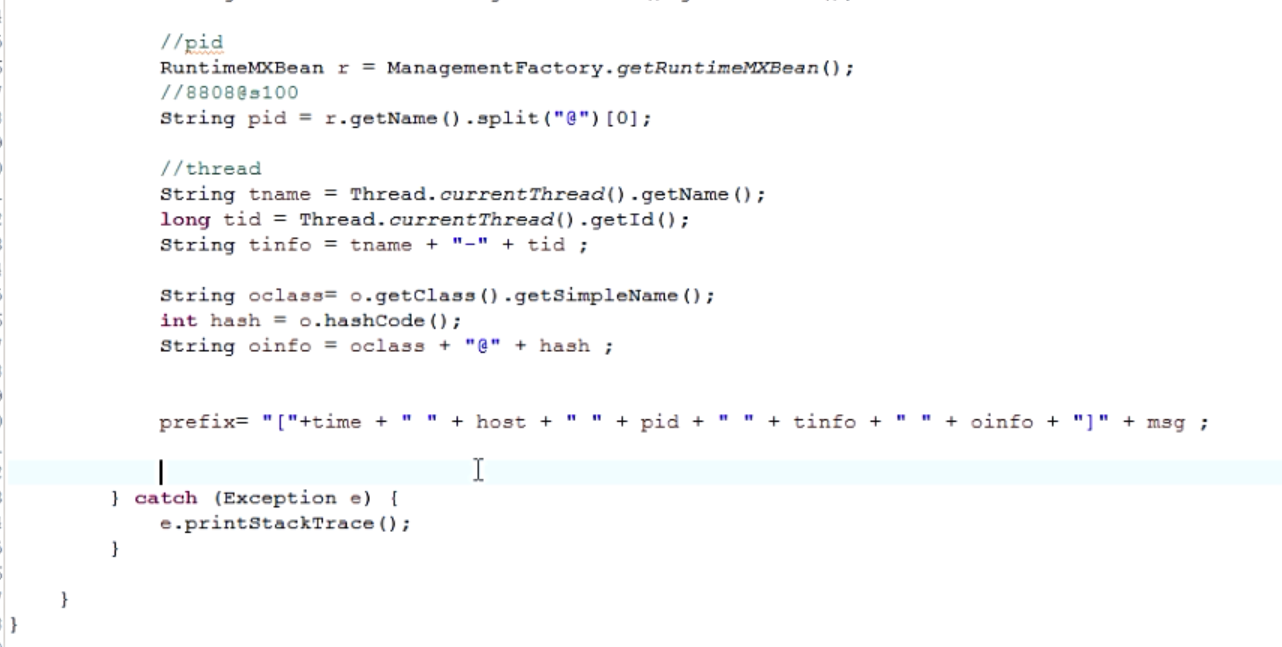 //pid
RuntimeMXBean r = ManagementFactory.getRuntimeMXBean();
//8808@s100
String pid = r.getName().split("@")[0];
//thread
String tname = Thread.currentThread().getName();
long tid = Thread.currentThread().getId();
String tinfo = tname + "-" + tid ;
String oclass= o.getClass().getSimpleName();
int hash = o.hashCode();
String oinfo = oclass + "@" + hash ;
prefix= "["+time + " " + host + " " + pid + " " + tinfo + " " + oinfo + "]" + msg ;
} catch (Exception e) {
e.printStackTrace();
}
}
}